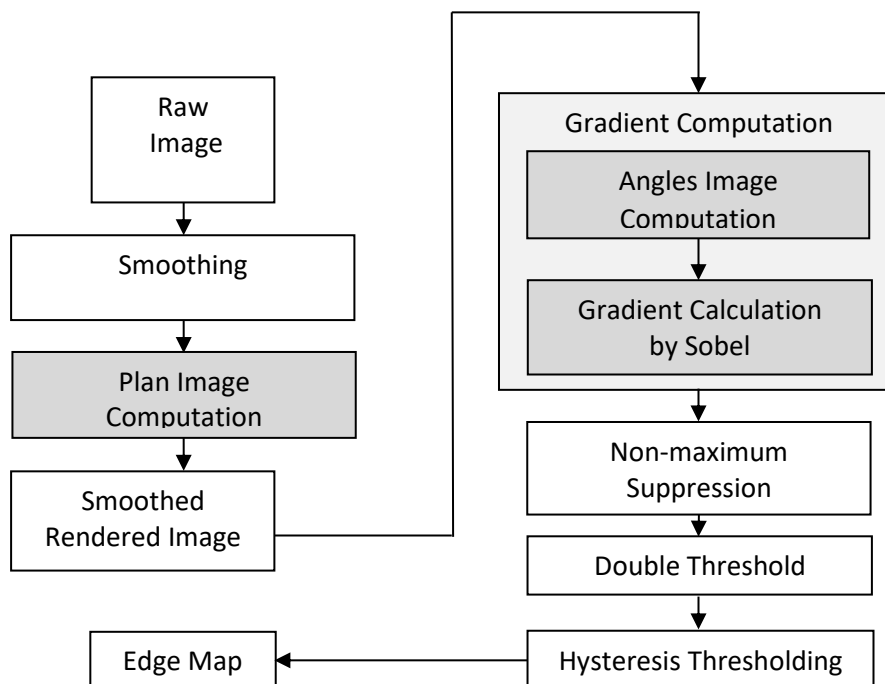 Raw
Image
Smoothing
Plan Image
Computation
Smoothed
Rendered Image
Gradient Computation
Angles Image
Computation
Gradient Calculation
by Sobel
Non-maximum
Suppression
Double Threshold
Hysteresis Thresholding
Edge Map